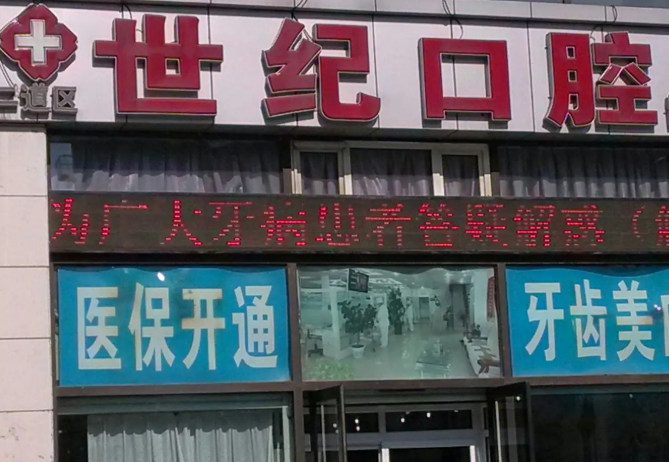 世纪口腔
二道区
为广大牙病患者答疑解惑（
医保开通
牙齿美